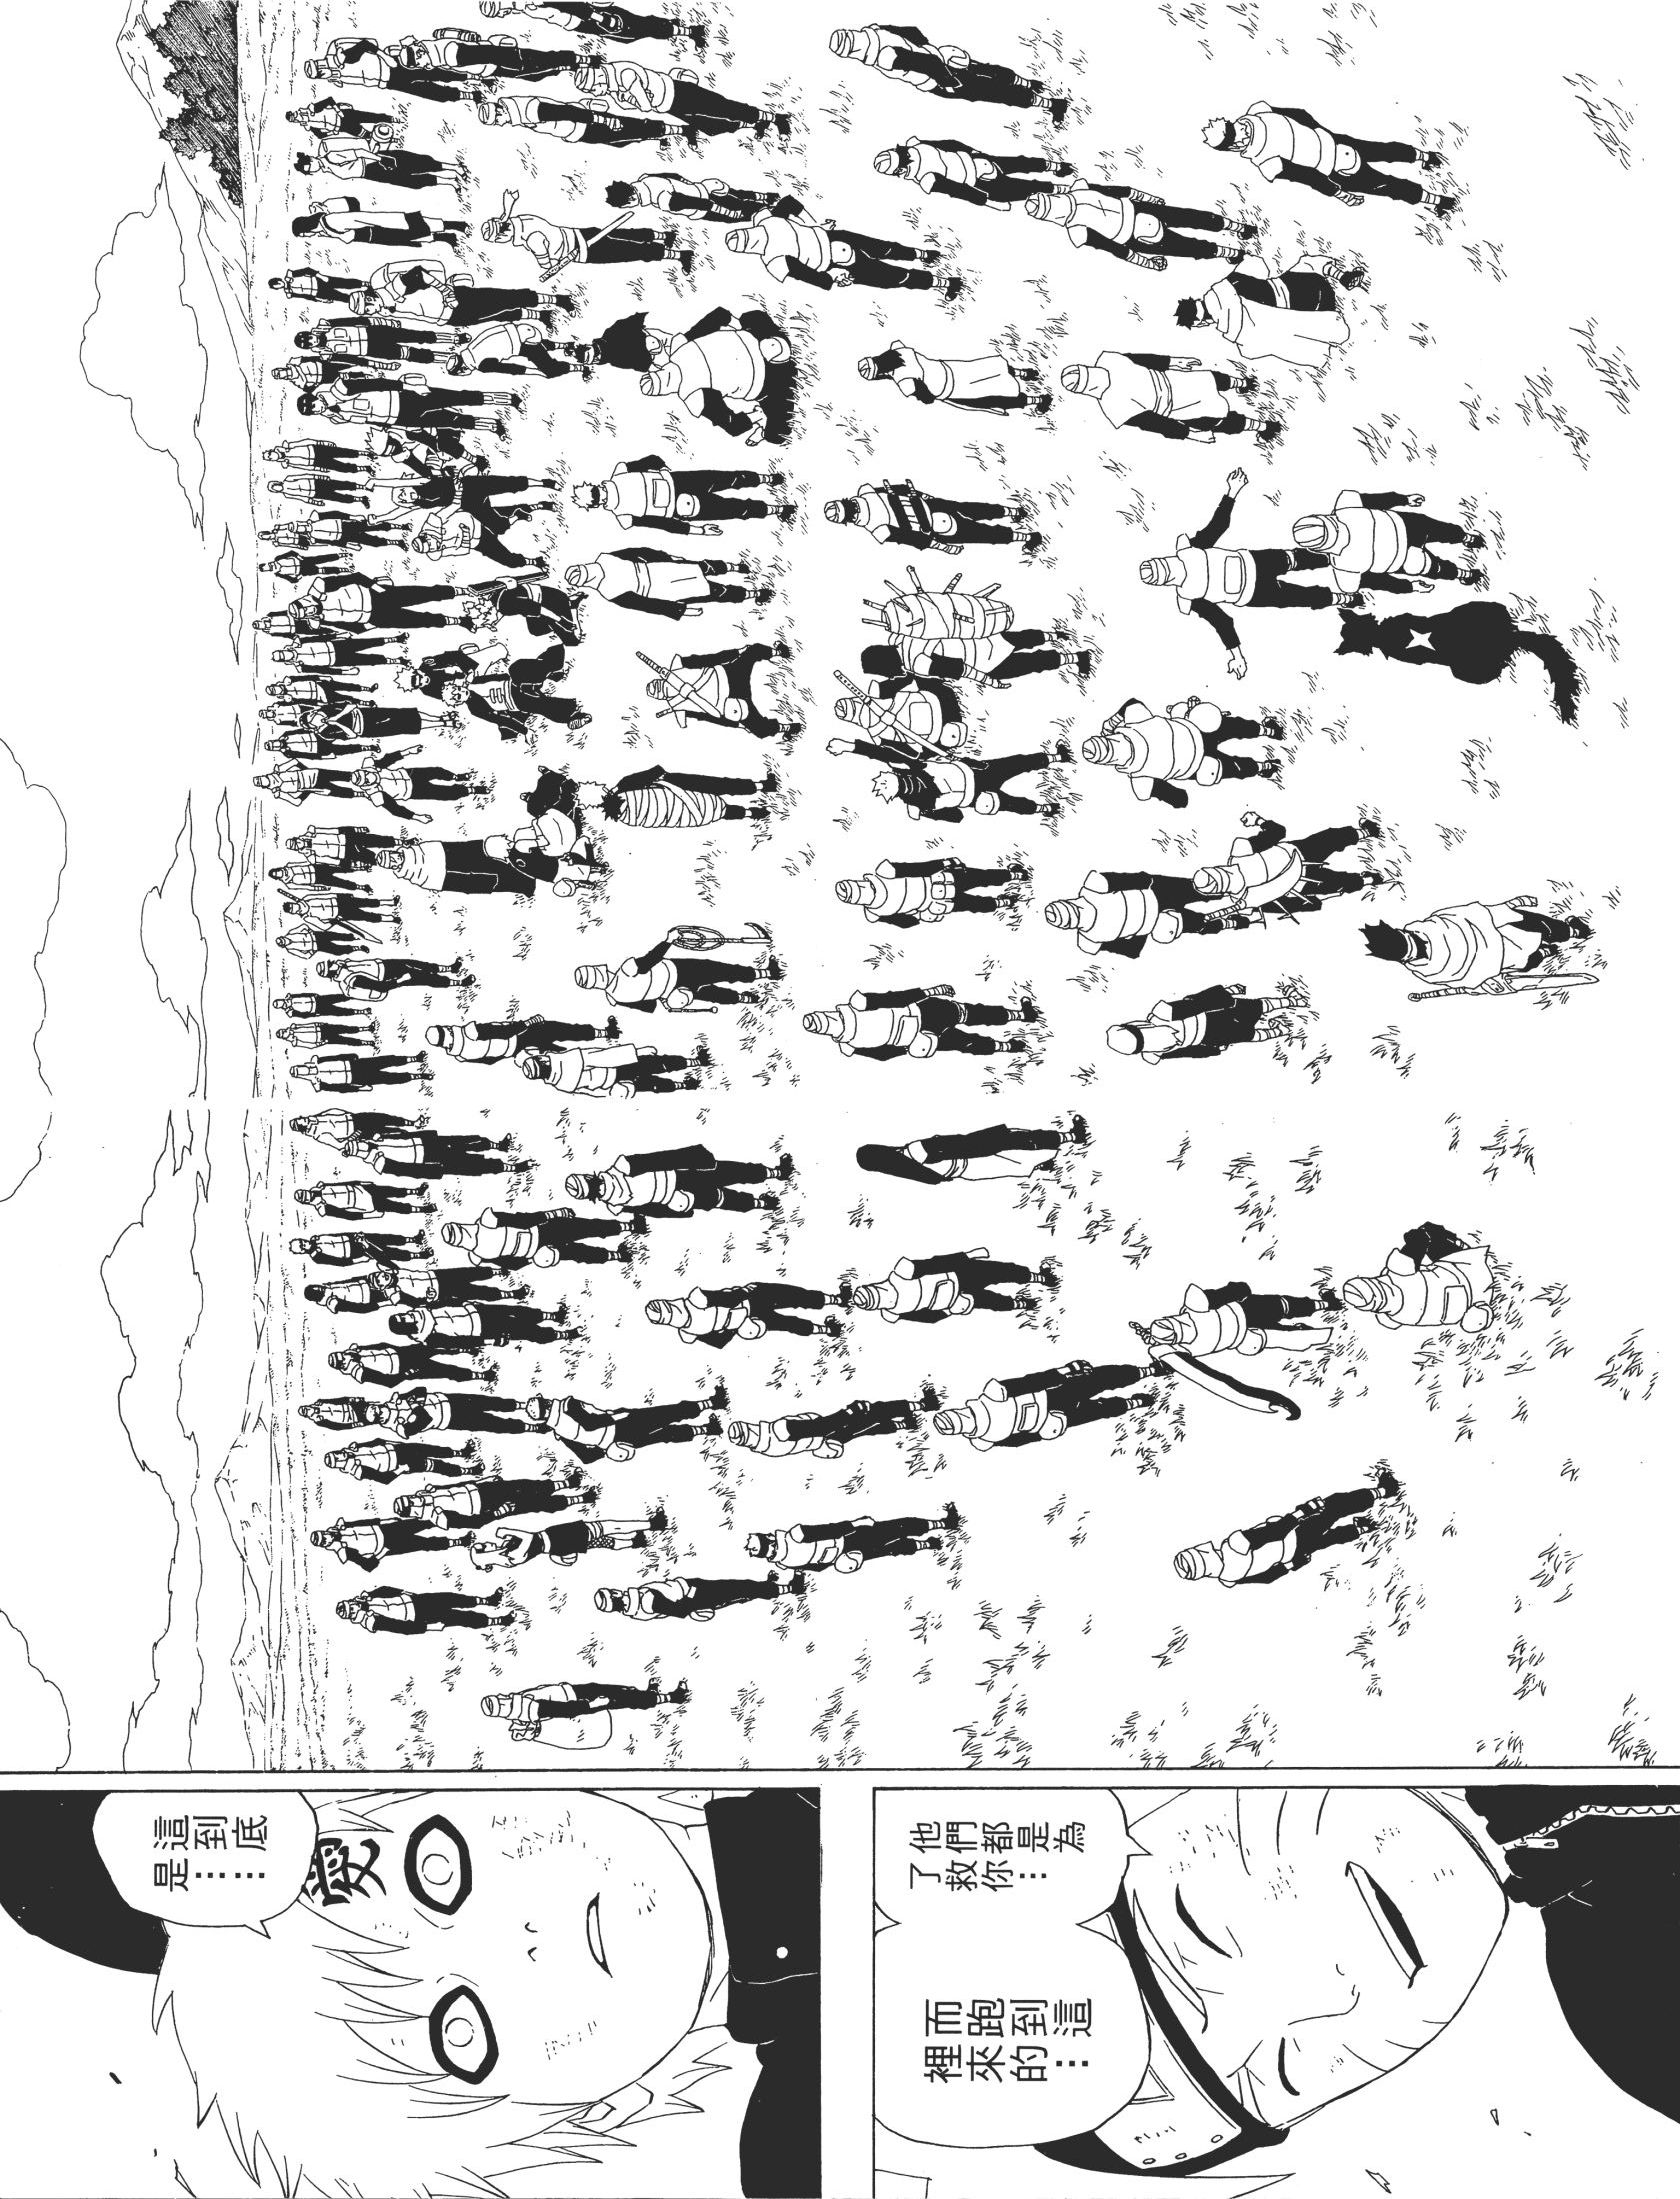 這到底
是……
愛
他們都是為
了救你…
而跑到這
裡來的…